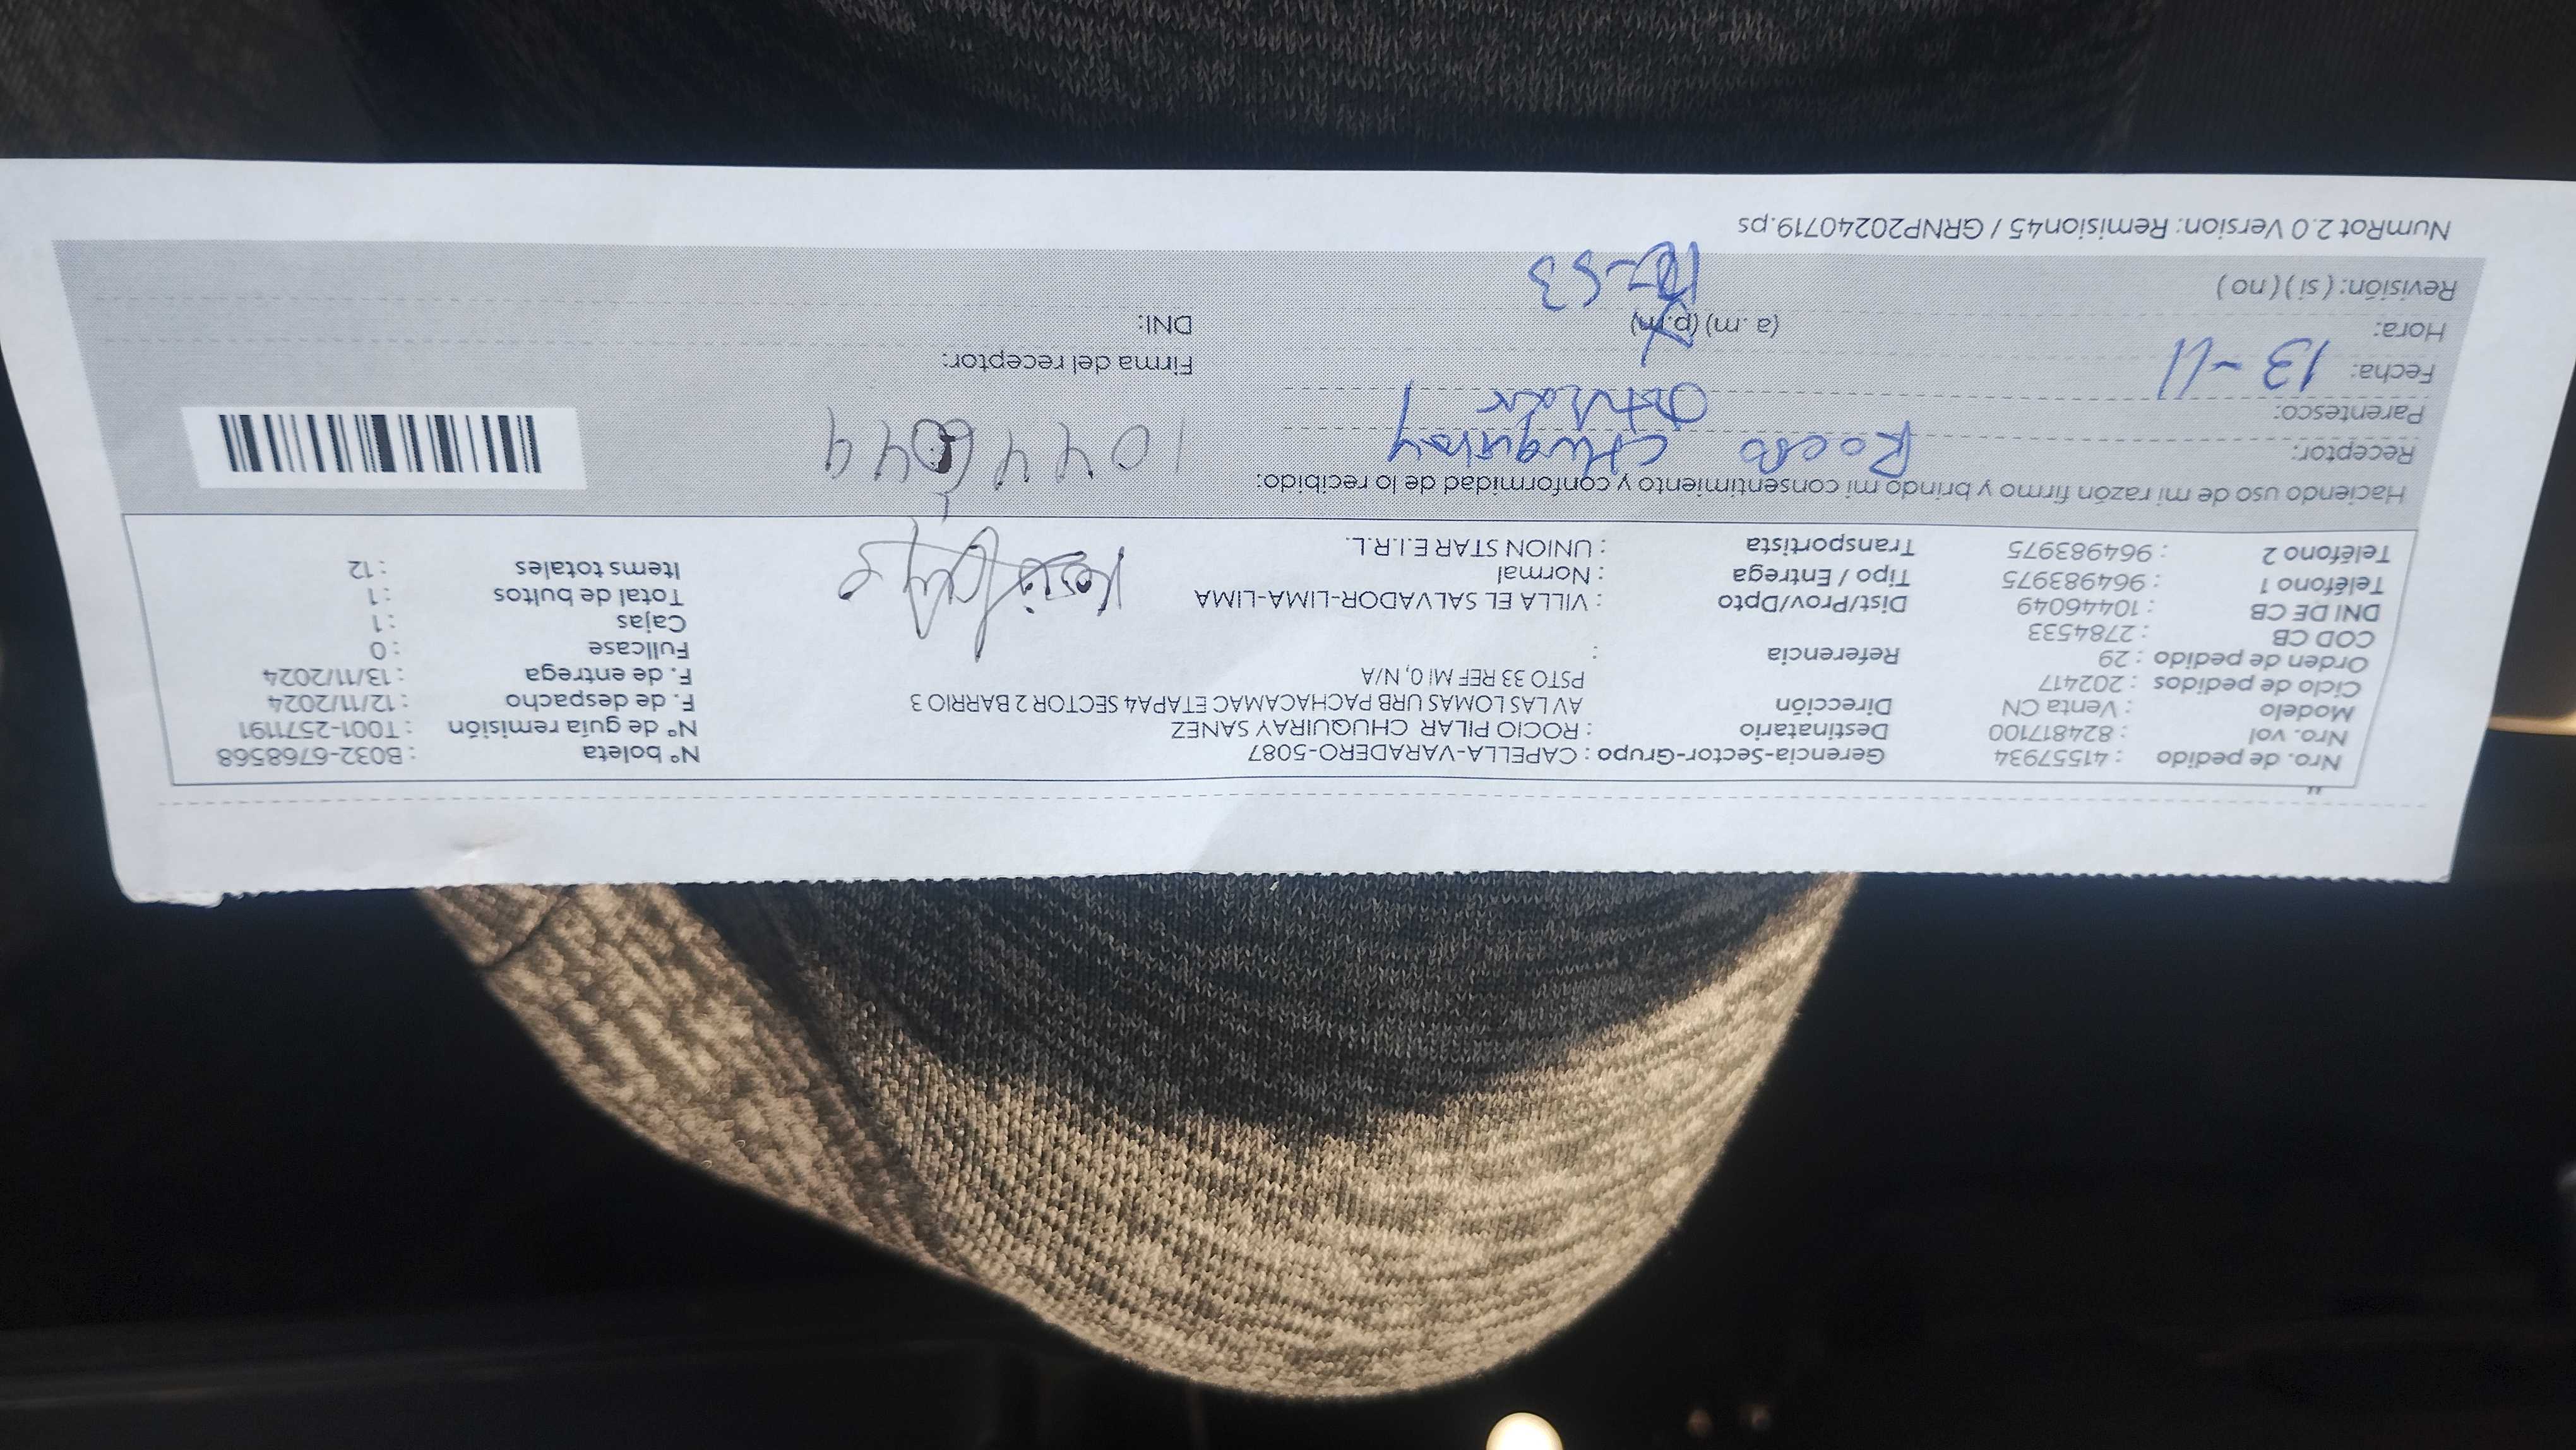 Nro. de pedido : 41557934 Gerencia-Sector-Grupo : CAPELLA-VARADERO-5087 N° boleta : B032-6768568
Nro. vol : 824817100 Destinatario : ROCIO PILAR CHUQUIRAY SANEZ N° de guía remisión : T001-2571191
Modelo : Venta CN Dirección AV LAS LOMAS URB PACHACAMAC ETAPA4 SECTOR 2 BARRIO 3 F. de despacho : 12/11/2024
Ciclo de pedidos : 202417 PSTO 33 REF MI 0, N/A F. de entrega : 13/11/2024
Orden de pedido : 29 Referencia : Fullcase : 0
COD CB : 2784533 Cajas : 1
DNI DE CB : 10446049 Dist/Prov/Dpto : VILLA EL SALVADOR-LIMA-LIMA Total de bultos : 1
Teléfono 1 : 964983975 Tipo / Entrega : Normal Items totales : 12
Teléfono 2 : 964983975 Transportista : UNION STAR E.I.R.L.
Haciendo uso de mi razón firmo y brindo mi consentimiento y conformidad de lo recibido:
Receptor: Rocio Chuquiray
Parentesco: titular
Fecha: 13-11 Firma del receptor:
Hora: (a.m) (p.m) DNI:
Revisión: (si) (no)
NumRot 2.0 Version: Remision45 / GRNP20240719.ps